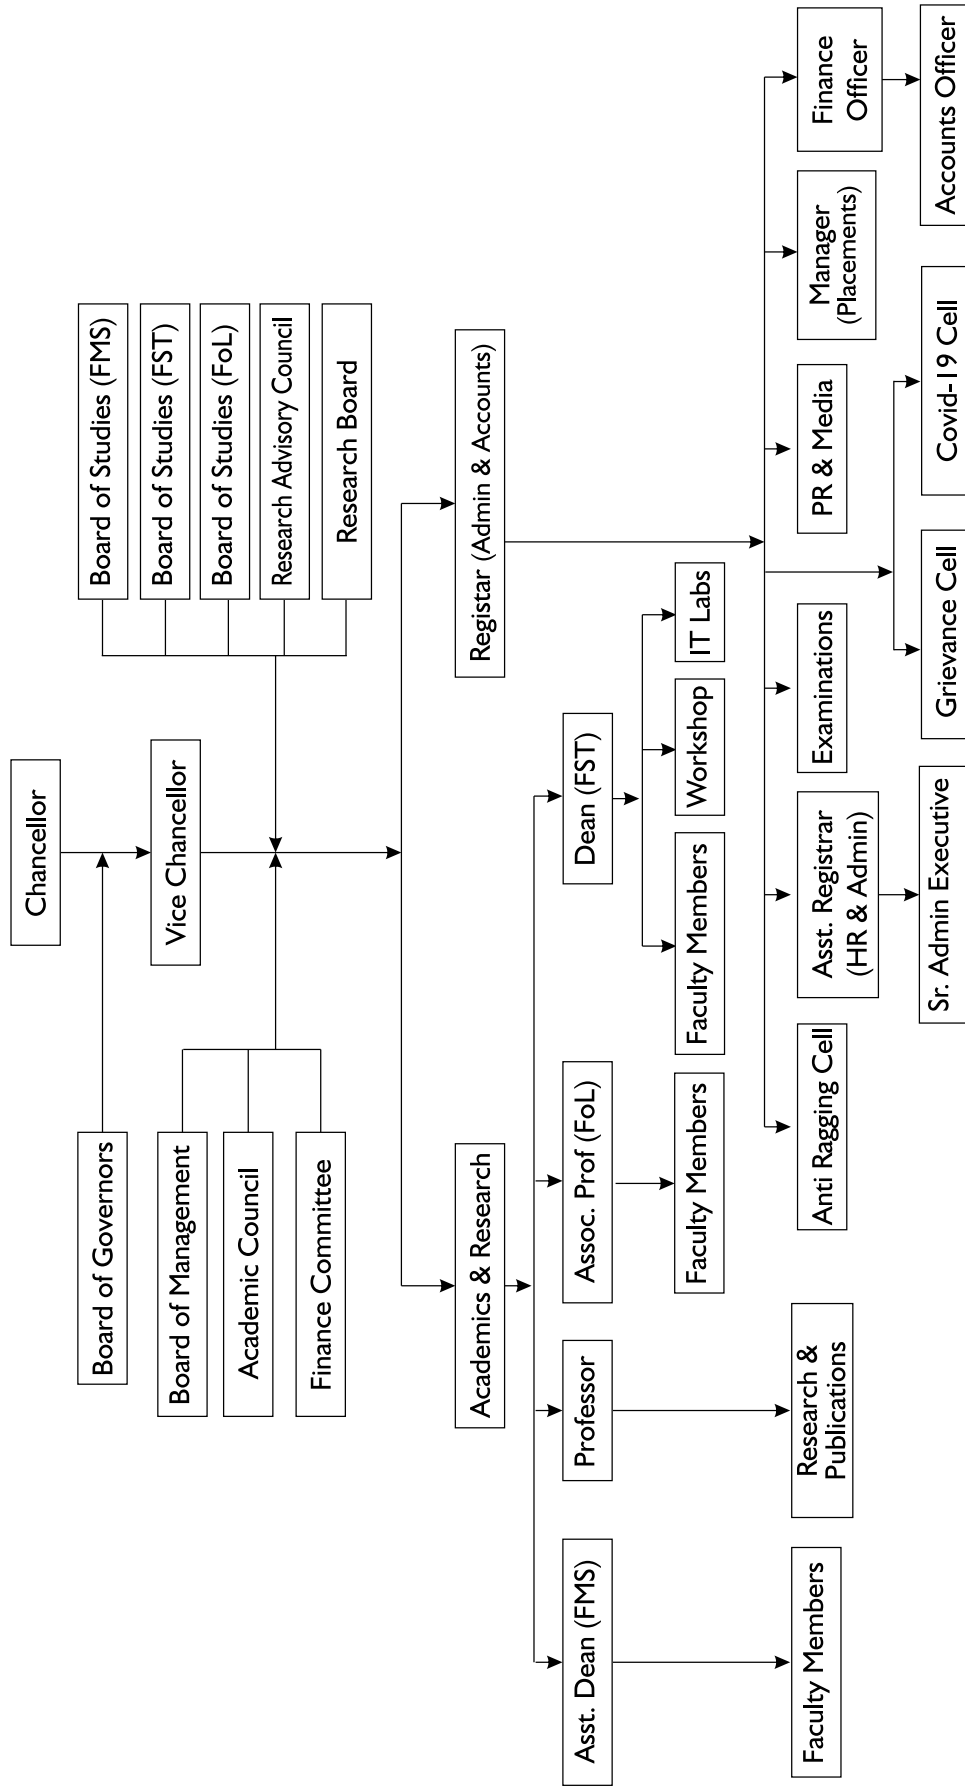 Chancellor
Board of Governors
Vice Chancellor
Board of Management
Academic Council
Finance Committee
Board of Studies (FMS)
Board of Studies (FST)
Board of Studies (FoL)
Research Advisory Council
Research Board
Academics & Research
Registar (Admin & Accounts)
Asst. Dean (FMS)
Professor
Assoc. Prof (FoL)
Dean (FST)
Faculty Members
Research &
Publications
Faculty Members
Faculty Members
Workshop
IT Labs
Anti Ragging Cell
Asst. Registrar
(HR & Admin)
Examinations
PR & Media
Manager
(Placements)
Finance
Officer
Sr. Admin Executive
Grievance Cell
Covid-19 Cell
Accounts Officer